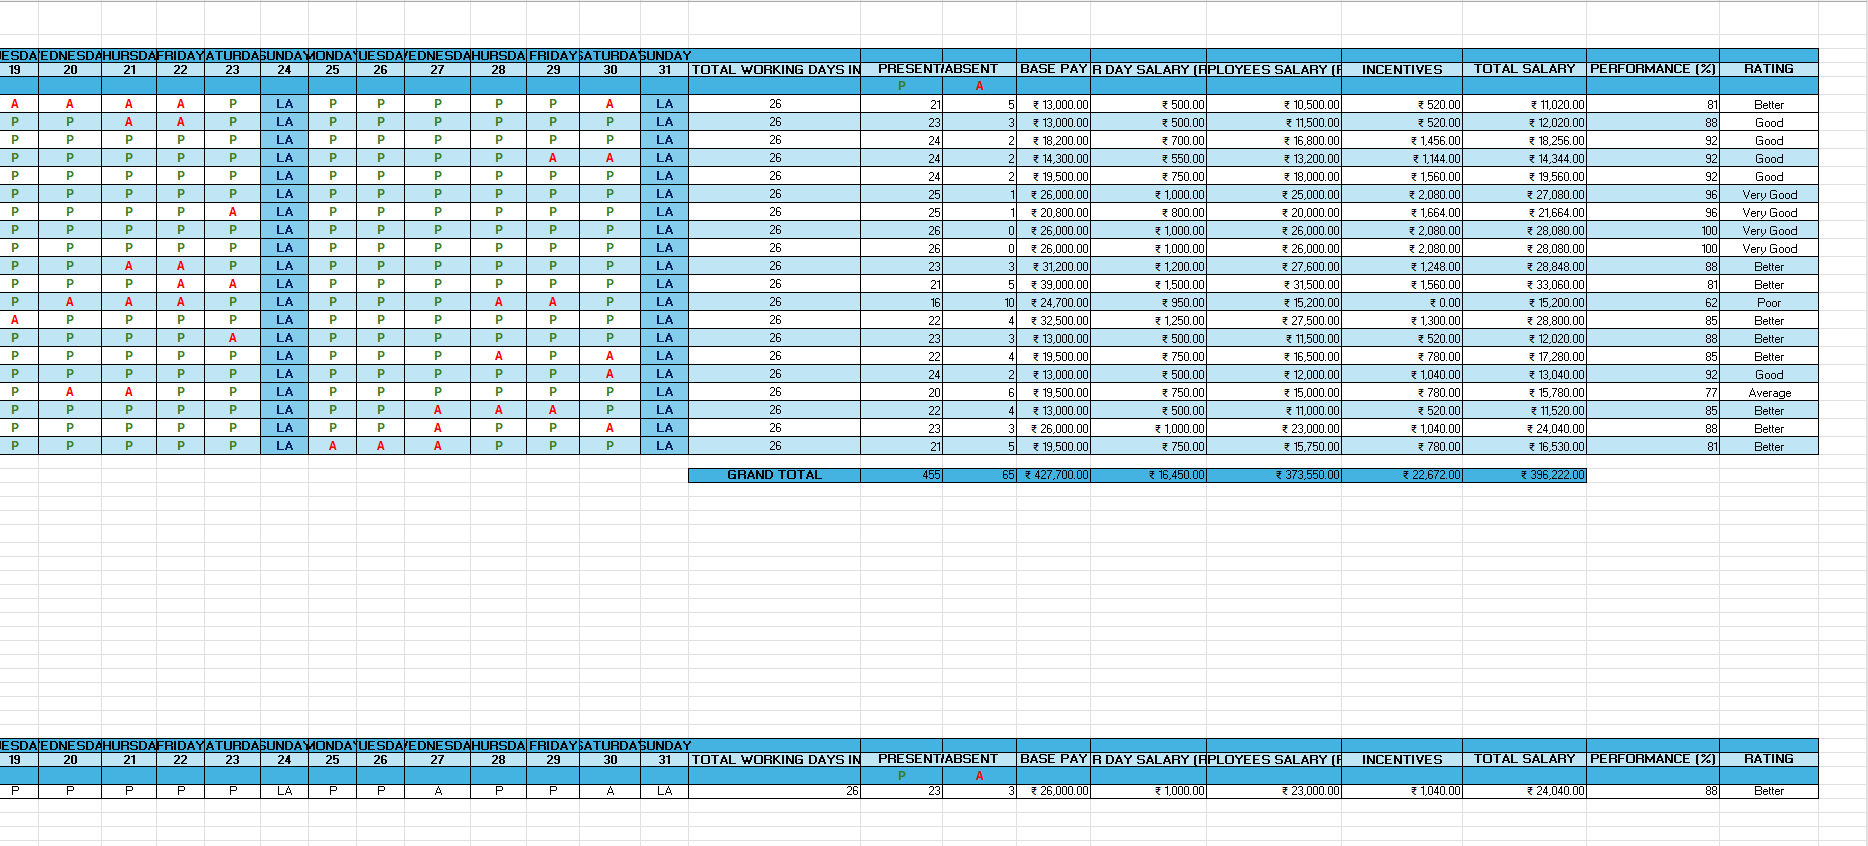 ESDA EDNESDA HURSDA FRIDAY ATURDA SUNDAY MONDAY UESDA EDNESDA HURSDA FRIDAY SATURDA SUNDAY
19 20 21 22 23 24 25 26 27 28 29 30 31 TOTAL WORKING DAYS IN PRESENT ABSENT BASE PAY R DAY SALARY (F PLOYEES SALARY (F INCENTIVES TOTAL SALARY PERFORMANCE (%) RATING
P A
A A A A P LA P P P P P A LA 26 21 5 ₹ 13,000.00 ₹ 500.00 ₹ 10,500.00 ₹ 520.00 ₹ 11,020.00 81 Better
P P A A P LA P P P P P P LA 26 23 3 ₹ 13,000.00 ₹ 500.00 ₹ 11,500.00 ₹ 520.00 ₹ 12,020.00 88 Good
P P P P P LA P P P P P P LA 26 24 2 ₹ 18,200.00 ₹ 700.00 ₹ 16,800.00 ₹ 1,456.00 ₹ 18,256.00 92 Good
P P P P P LA P P P P A A LA 26 24 2 ₹ 14,300.00 ₹ 550.00 ₹ 13,200.00 ₹ 1,144.00 ₹ 14,344.00 92 Good
P P P P P LA P P P P P P LA 26 24 2 ₹ 19,500.00 ₹ 750.00 ₹ 18,000.00 ₹ 1,560.00 ₹ 19,560.00 92 Good
P P P P P LA P P P P P P LA 26 25 1 ₹ 26,000.00 ₹ 1,000.00 ₹ 25,000.00 ₹ 2,080.00 ₹ 27,080.00 96 Very Good
P P P P A LA P P P P P P LA 26 25 1 ₹ 20,800.00 ₹ 800.00 ₹ 20,000.00 ₹ 1,664.00 ₹ 21,664.00 96 Very Good
P P P P P LA P P P P P P LA 26 26 0 ₹ 26,000.00 ₹ 1,000.00 ₹ 26,000.00 ₹ 2,080.00 ₹ 28,080.00 100 Very Good
P P P P P LA P P P P P P LA 26 26 0 ₹ 26,000.00 ₹ 1,000.00 ₹ 26,000.00 ₹ 2,080.00 ₹ 28,080.00 100 Very Good
P P A A P LA P P P P P P LA 26 23 3 ₹ 31,200.00 ₹ 1,200.00 ₹ 27,600.00 ₹ 1,248.00 ₹ 28,848.00 88 Better
P P P A A LA P P P P P P LA 26 21 5 ₹ 39,000.00 ₹ 1,500.00 ₹ 31,500.00 ₹ 1,560.00 ₹ 33,060.00 81 Better
P A A A P LA P P P A A P LA 26 16 10 ₹ 24,700.00 ₹ 950.00 ₹ 15,200.00 ₹ 0.00 ₹ 15,200.00 62 Poor
A P P P P LA P P P P P P LA 26 22 4 ₹ 32,500.00 ₹ 1,250.00 ₹ 27,500.00 ₹ 1,300.00 ₹ 28,800.00 85 Better
P P P P A LA P P P P P P LA 26 23 3 ₹ 13,000.00 ₹ 500.00 ₹ 11,500.00 ₹ 520.00 ₹ 12,020.00 88 Better
P P P P P LA P P P A P A LA 26 22 4 ₹ 19,500.00 ₹ 750.00 ₹ 16,500.00 ₹ 780.00 ₹ 17,280.00 85 Better
P P P P P LA P P P P P A LA 26 24 2 ₹ 13,000.00 ₹ 500.00 ₹ 12,000.00 ₹ 1,040.00 ₹ 13,040.00 92 Good
P A A P P LA P P P P P P LA 26 20 6 ₹ 19,500.00 ₹ 750.00 ₹ 15,000.00 ₹ 780.00 ₹ 15,780.00 77 Average
P P P P P LA P P A A A P LA 26 22 4 ₹ 13,000.00 ₹ 500.00 ₹ 11,000.00 ₹ 520.00 ₹ 11,520.00 85 Better
P P P P P LA P P A P P A LA 26 23 3 ₹ 26,000.00 ₹ 1,000.00 ₹ 23,000.00 ₹ 1,040.00 ₹ 24,040.00 88 Better
P P P P P LA A A A P P P LA 26 21 5 ₹ 19,500.00 ₹ 750.00 ₹ 15,750.00 ₹ 780.00 ₹ 16,530.00 81 Better
GRAND TOTAL 455 65 ₹ 427,700.00 ₹ 16,450.00 ₹ 373,550.00 ₹ 22,672.00 ₹ 396,222.00
ESDA EDNESDA HURSDA FRIDAY ATURDA SUNDAY MONDAY UESDA EDNESDA HURSDA FRIDAY SATURDA SUNDAY
19 20 21 22 23 24 25 26 27 28 29 30 31 TOTAL WORKING DAYS IN PRESENT ABSENT BASE PAY R DAY SALARY (F PLOYEES SALARY (F INCENTIVES TOTAL SALARY PERFORMANCE (%) RATING
P A
P P P P P LA P P A P P A LA 26 23 3 ₹ 26,000.00 ₹ 1,000.00 ₹ 23,000.00 ₹ 1,040.00 ₹ 24,040.00 88 Better